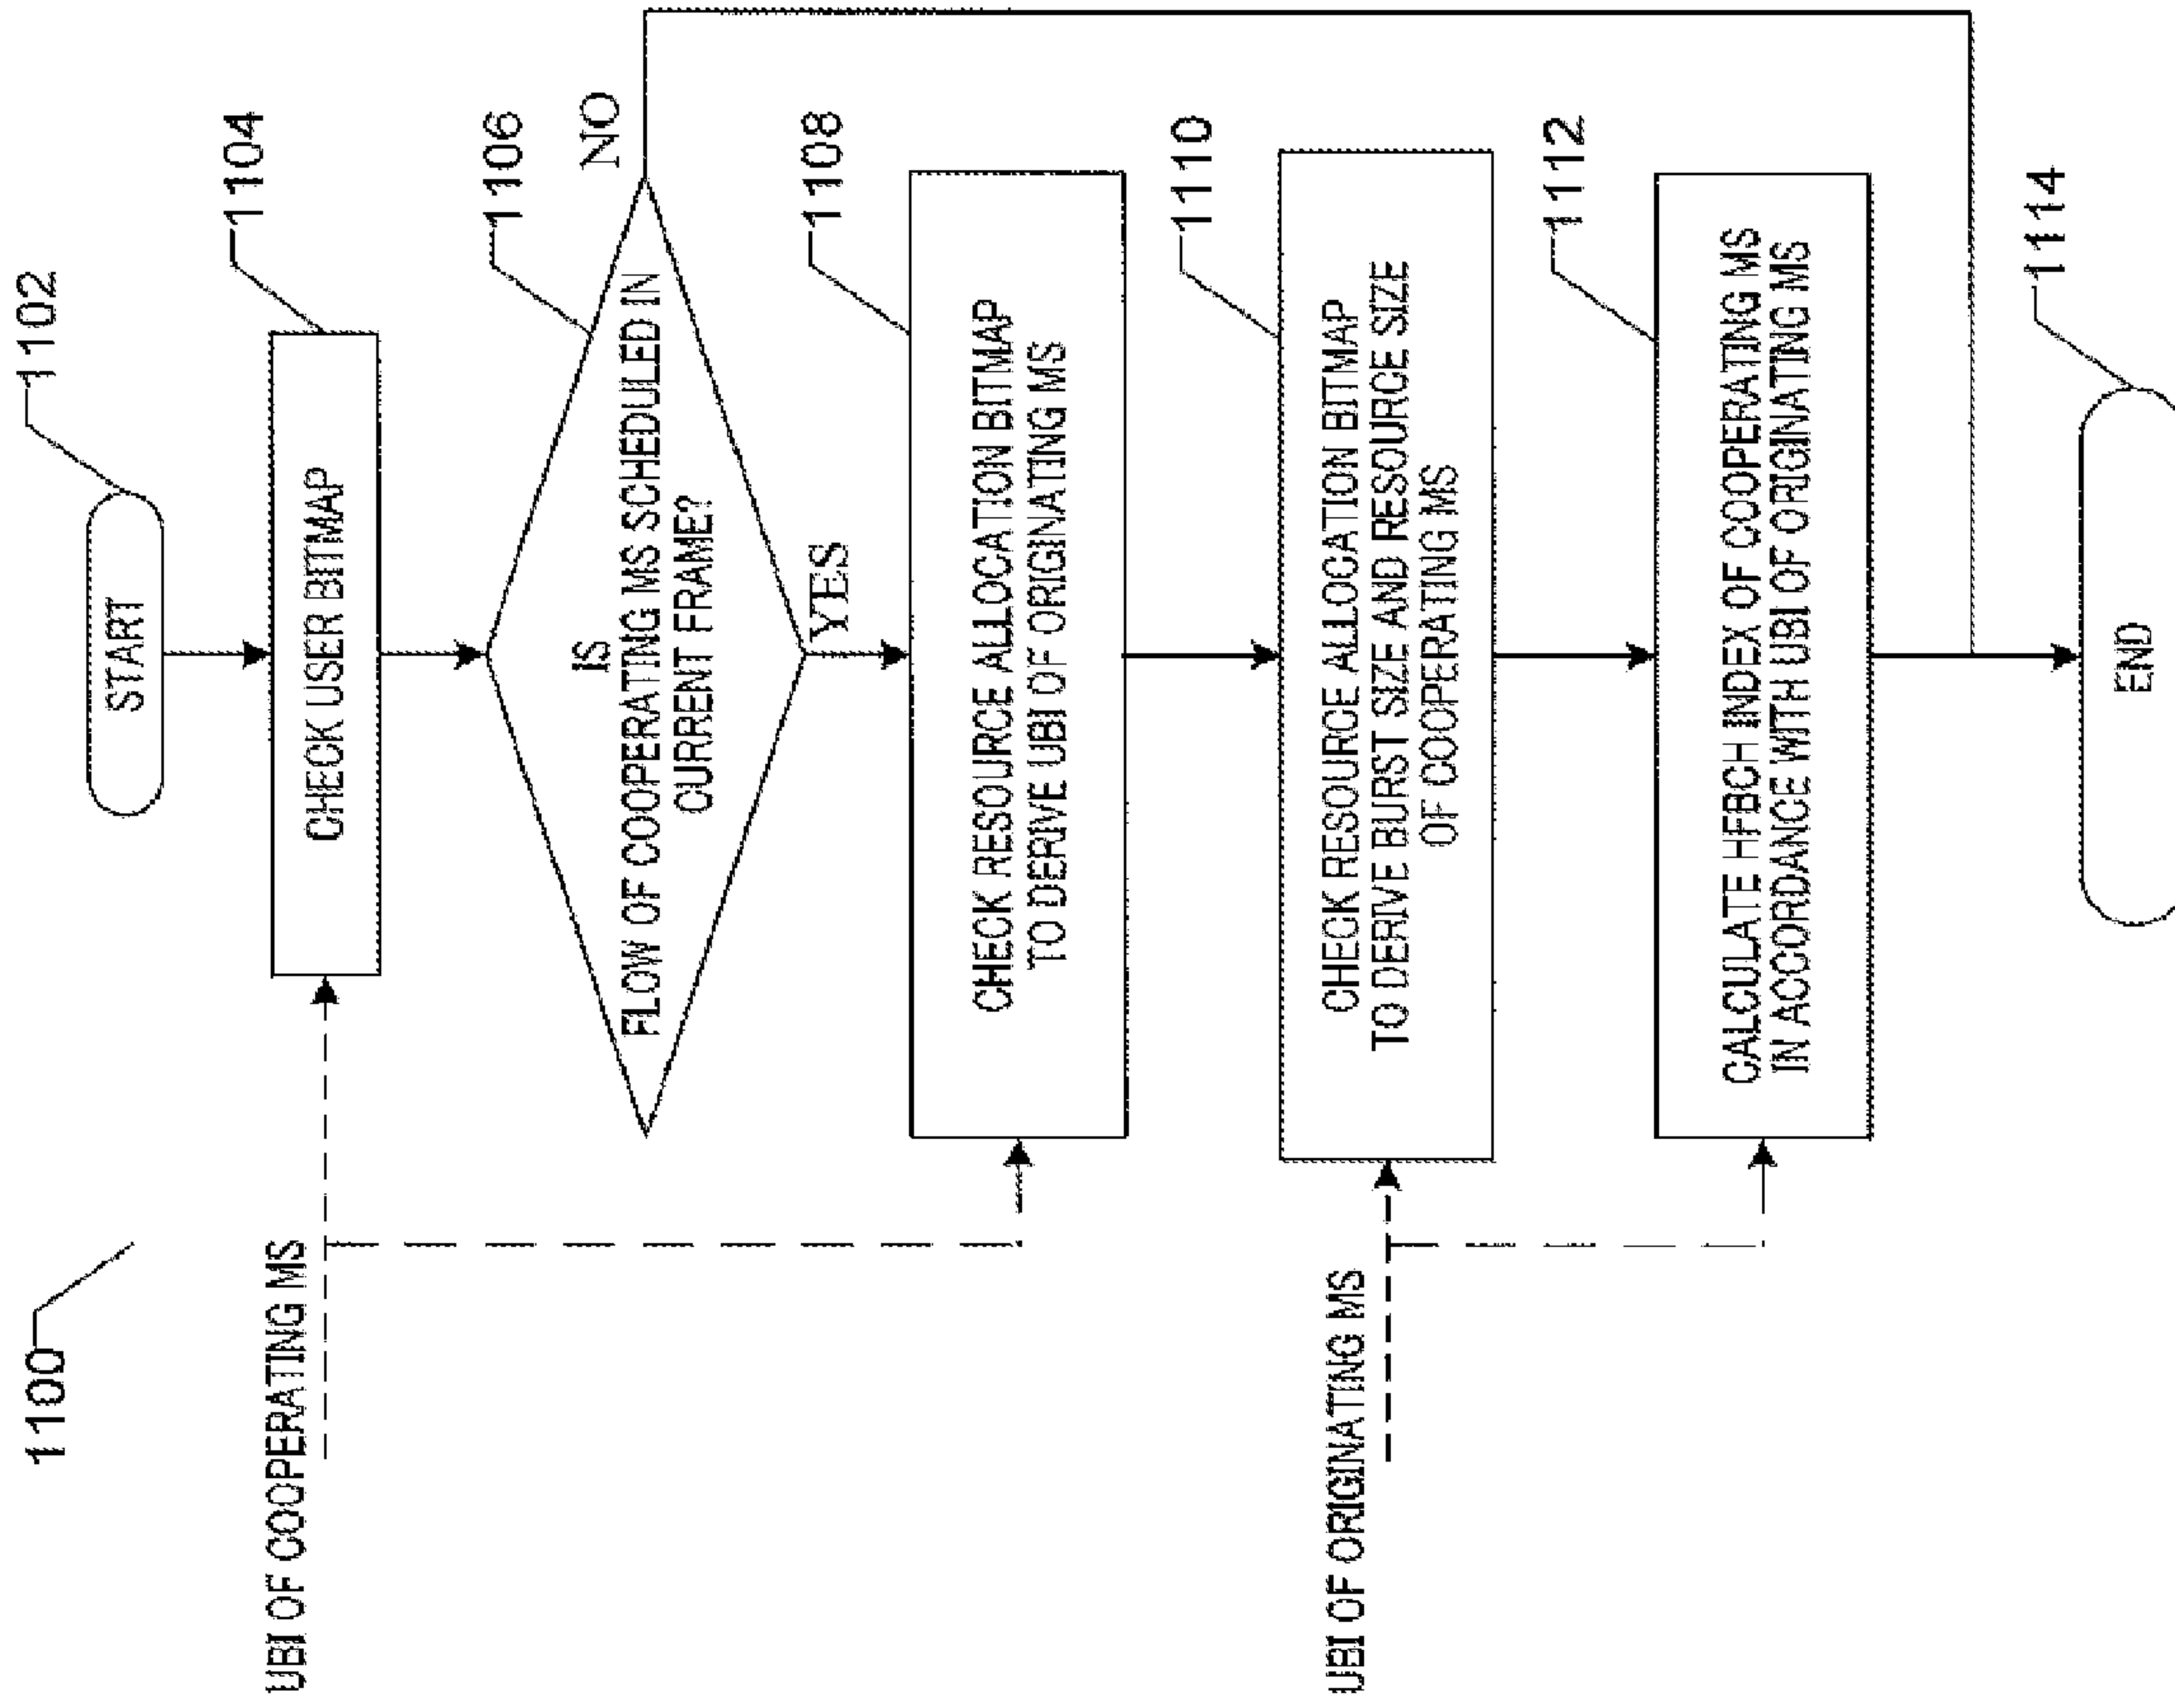 1100
1102
START
UBI OF COOPERATING MS
1104
CHECK USER BITMAP
1106
IS
FLOW OF COOPERATING MS SCHEDULED IN
CURRENT FRAME?
NO
YES
1108
CHECK RESOURCE ALLOCATION BITMAP
TO DERIVE UBI OF ORIGINATING MS
1110
CHECK RESOURCE ALLOCATION BITMAP
TO DERIVE BURST SIZE AND RESOURCE SIZE
OF COOPERATING MS
UBI OF ORIGINATING MS
1112
CALCULATE HFBCH INDEX OF COOPERATING MS
IN ACCORDANCE WITH UBI OF ORIGINATING MS
1114
END